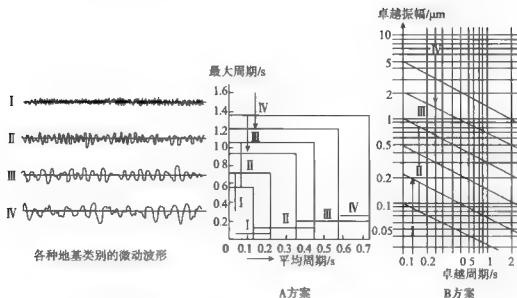 Ⅰ
Ⅱ
Ⅲ
Ⅳ
各种地基类别的微动波形
最大周期/s
1.6
1.4
1.2
1.0
0.8
0.6
0.4
0.2
0 0.1 0.2 0.3 0.4 0.5 0.6 0.7
平均周期/s
Ⅳ
Ⅲ
Ⅱ
Ⅰ
Ⅰ Ⅱ Ⅲ Ⅳ
A方案
卓越振幅/μm
10
5
2
1
0.5
0.2
0.1
0.05
0.1 0.2 0.5 1 2
卓越周期/s
Ⅳ
Ⅲ
Ⅱ
Ⅰ
B方案